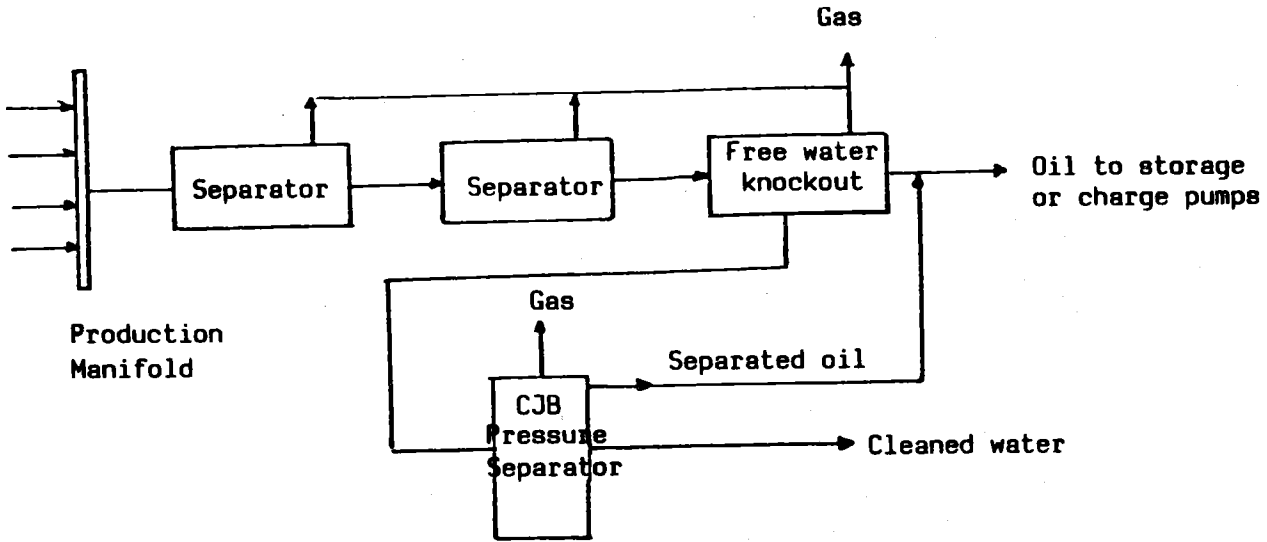 Gas
Free water
knockout
Separator
Separator
Oil to storage
or charge pumps
Production
Manifold
Gas
Separated oil
CJB
Pressure
Separator
Cleaned water